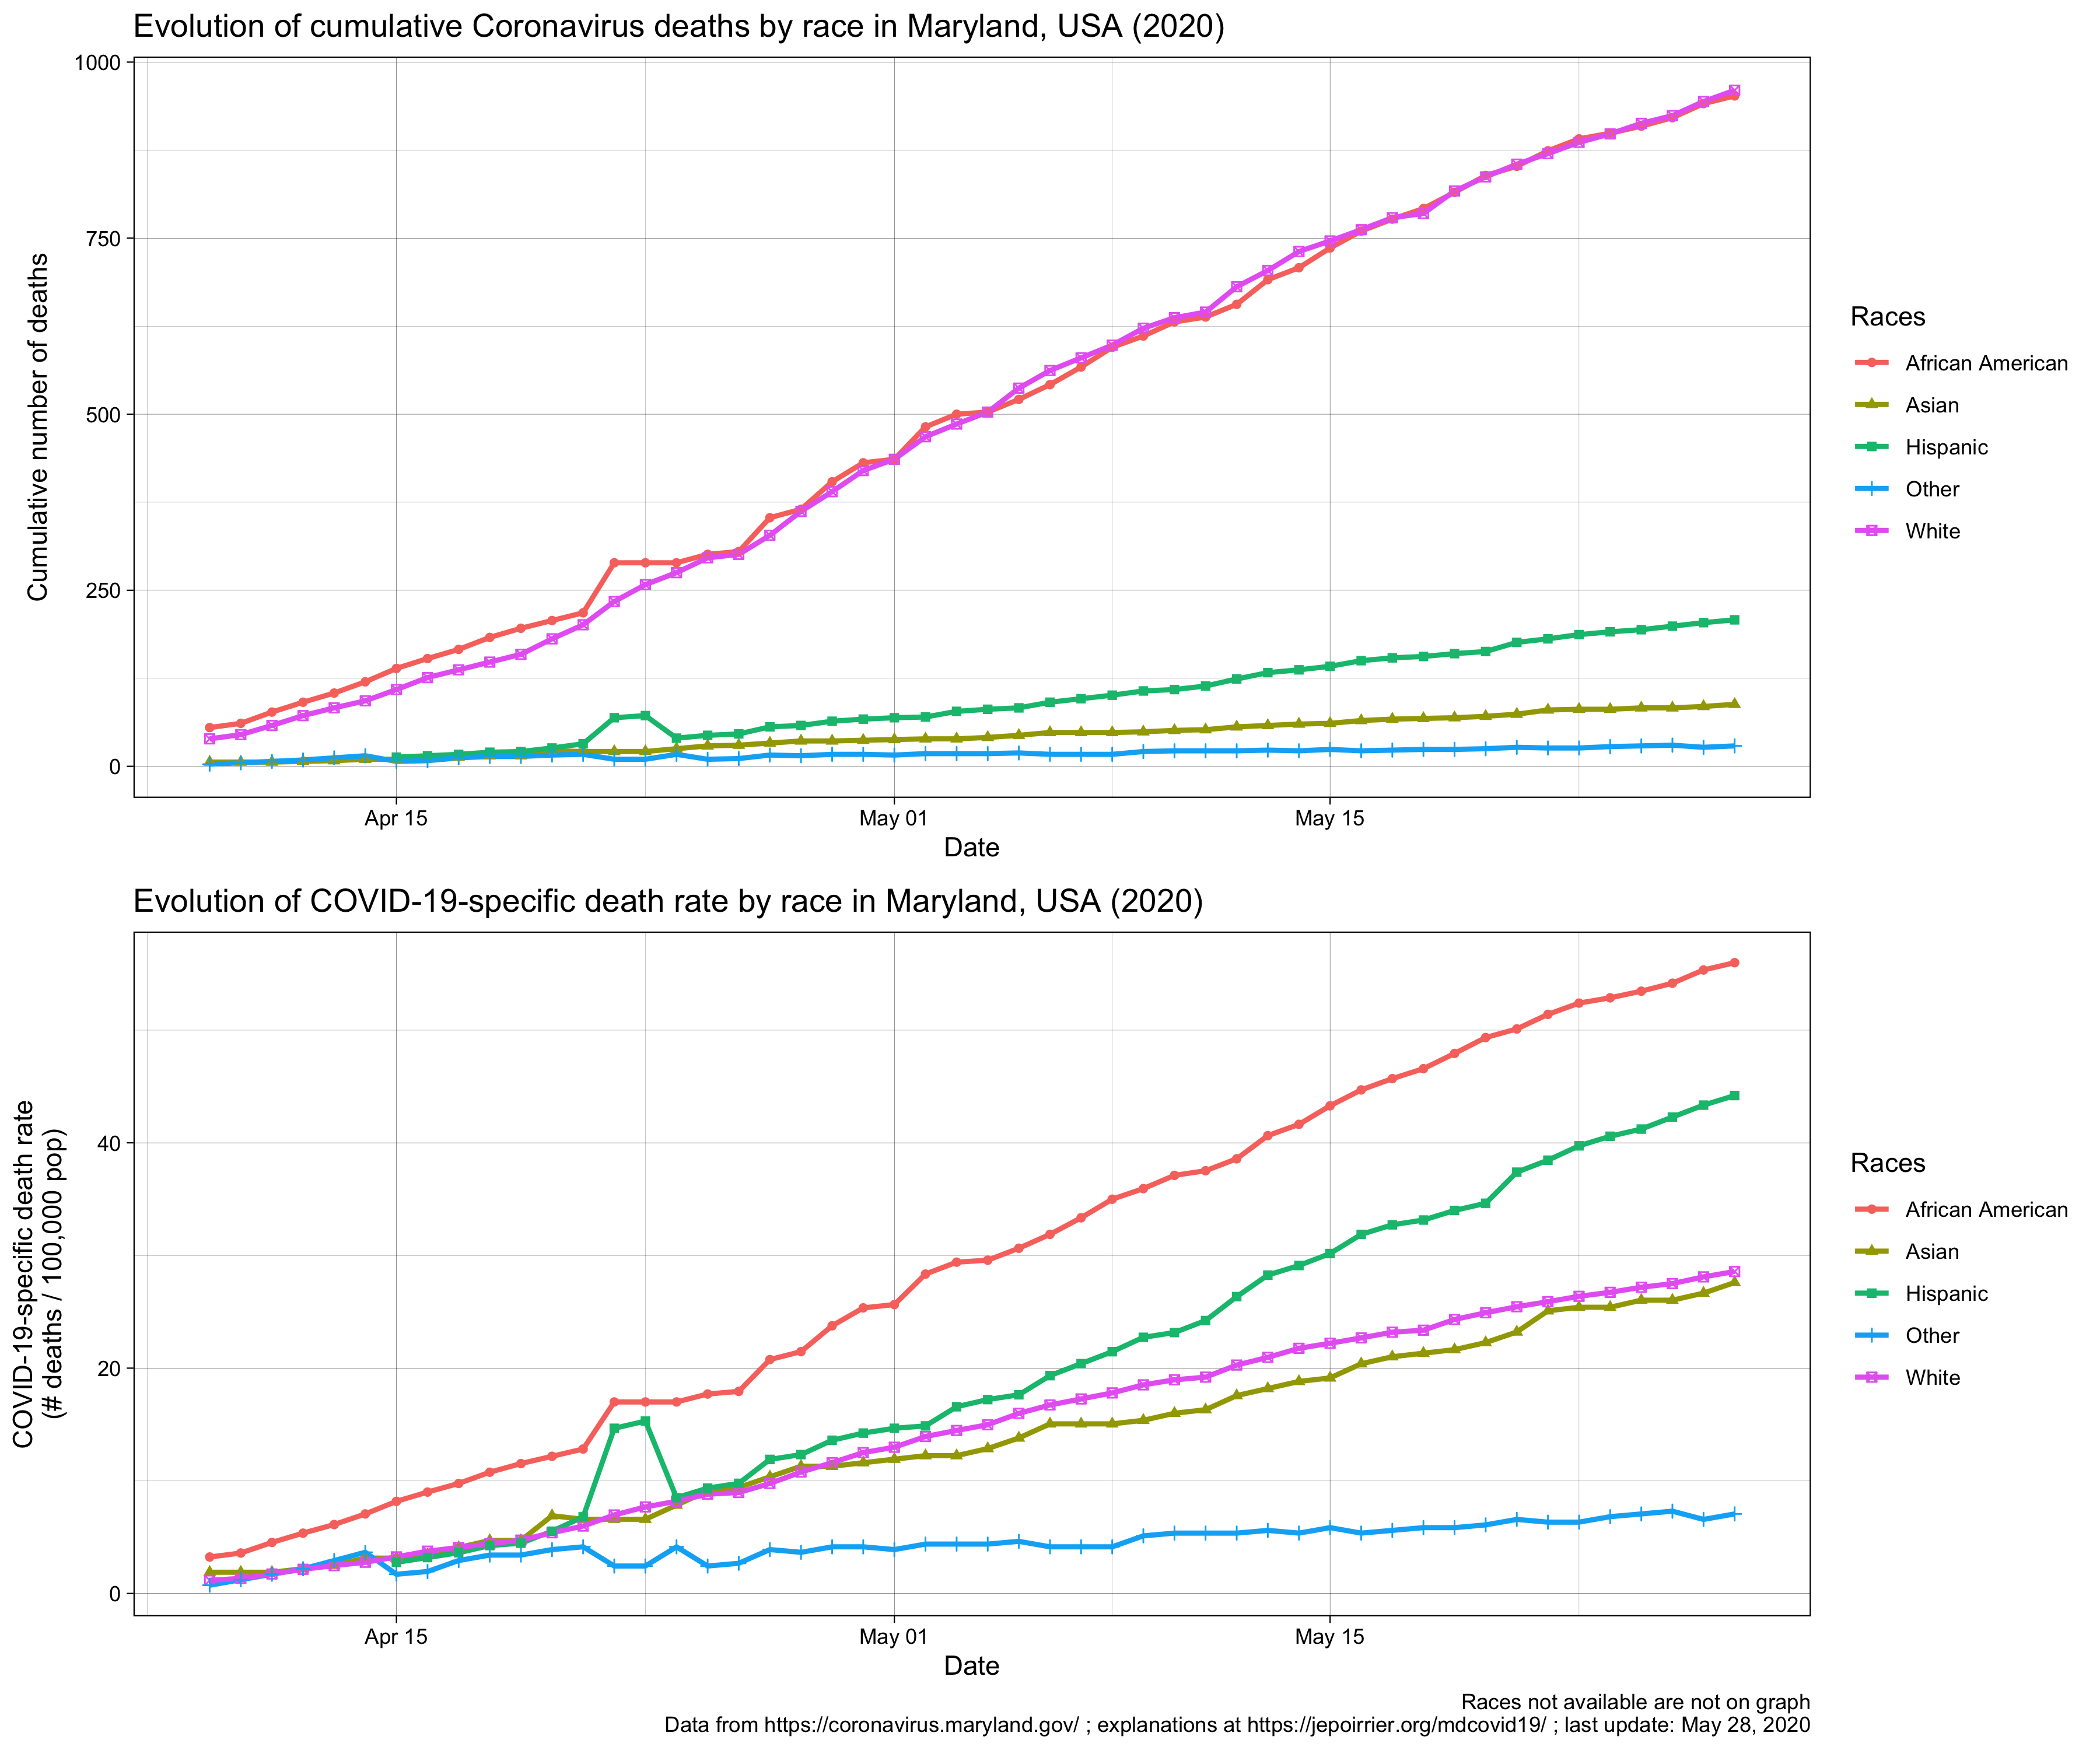 Evolution of cumulative Coronavirus deaths by race in Maryland, USA (2020)
Cumulative number of deaths
1000
750
500
250
0
Apr 15
May 01
May 15
Date
Races
African American
Asian
Hispanic
Other
White
Evolution of COVID-19-specific death rate by race in Maryland, USA (2020)
COVID-19-specific death rate
(# deaths / 100,000 pop)
40
20
0
Apr 15
May 01
May 15
Date
Races
African American
Asian
Hispanic
Other
White
Races not available are not on graph
Data from https://coronavirus.maryland.gov/ ; explanations at https://jepoirrier.org/mdcovid19/ ; last update: May 28, 2020